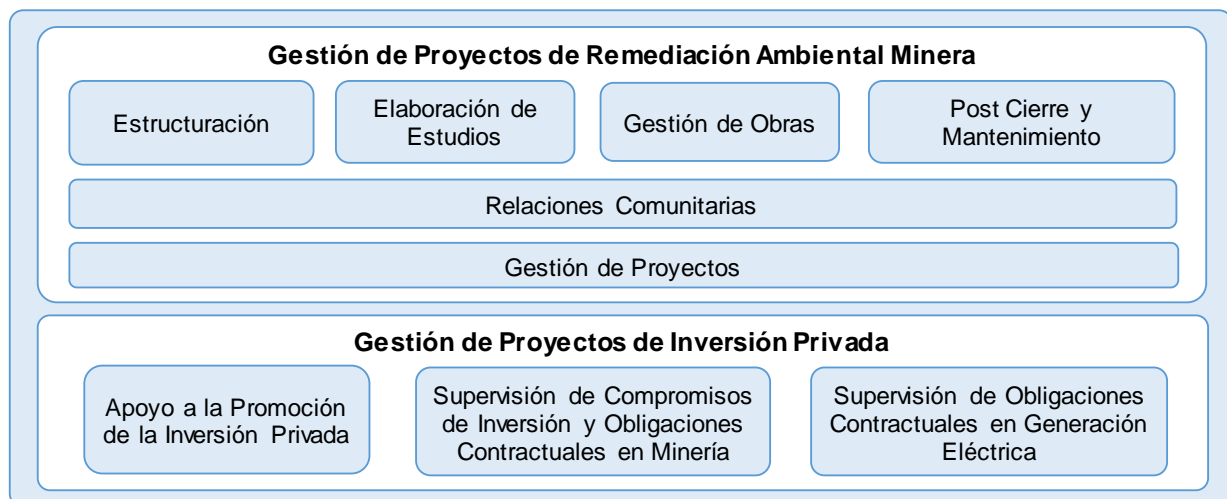 Gestión de Proyectos de Remediación Ambiental Minera
Estructuración
Elaboración de
Estudios
Gestión de Obras
Post Cierre y
Mantenimiento
Relaciones Comunitarias
Gestión de Proyectos
Gestión de Proyectos de Inversión Privada
Apoyo a la Promoción
de la Inversión Privada
Supervisión de Compromisos
de Inversión y Obligaciones
Contractuales en Minería
Supervisión de Obligaciones
Contractuales en Generación
Eléctrica